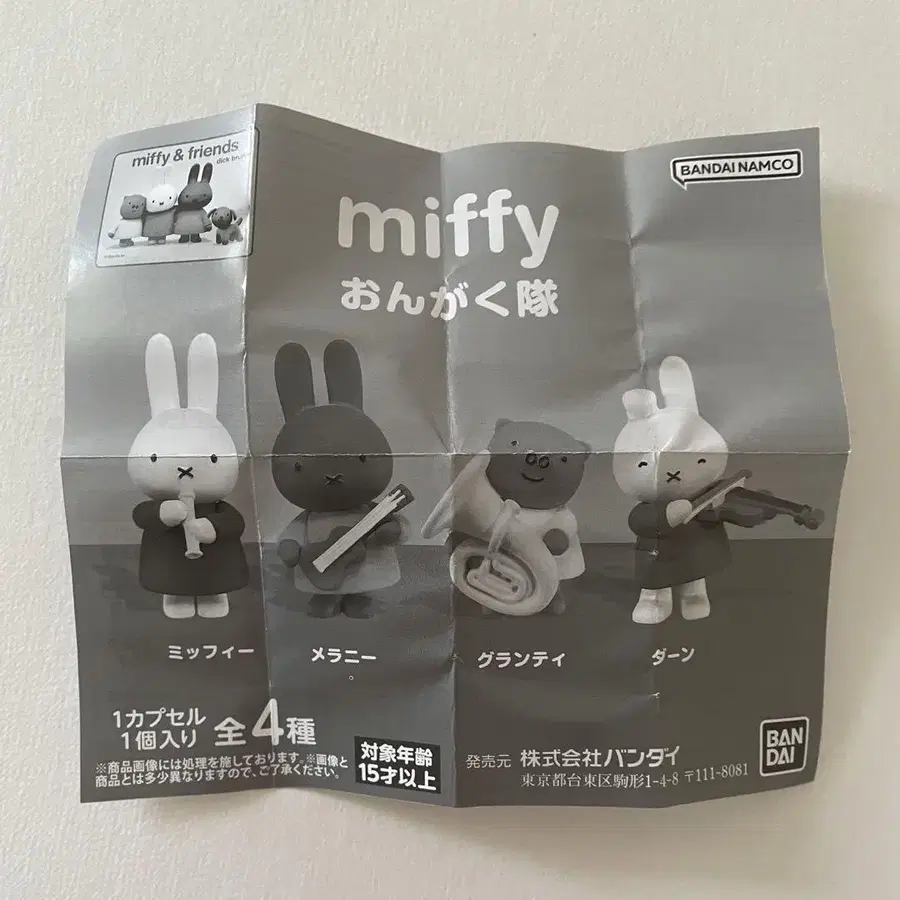 miffy & friends
BANDAI NAMCO
miffy
おんがく隊
ミッフィー
メラニー
グランティ
ダーン
1カプセル
1個入り
全4種
※商品画像には処理を施しております。※画像と
商品とは多少異なりますので、ご了承ください。
対象年齢
15才以上
発売元 株式会社バンダイ
東京都台東区駒形1-4-8 〒111-8081
BAN
DAI